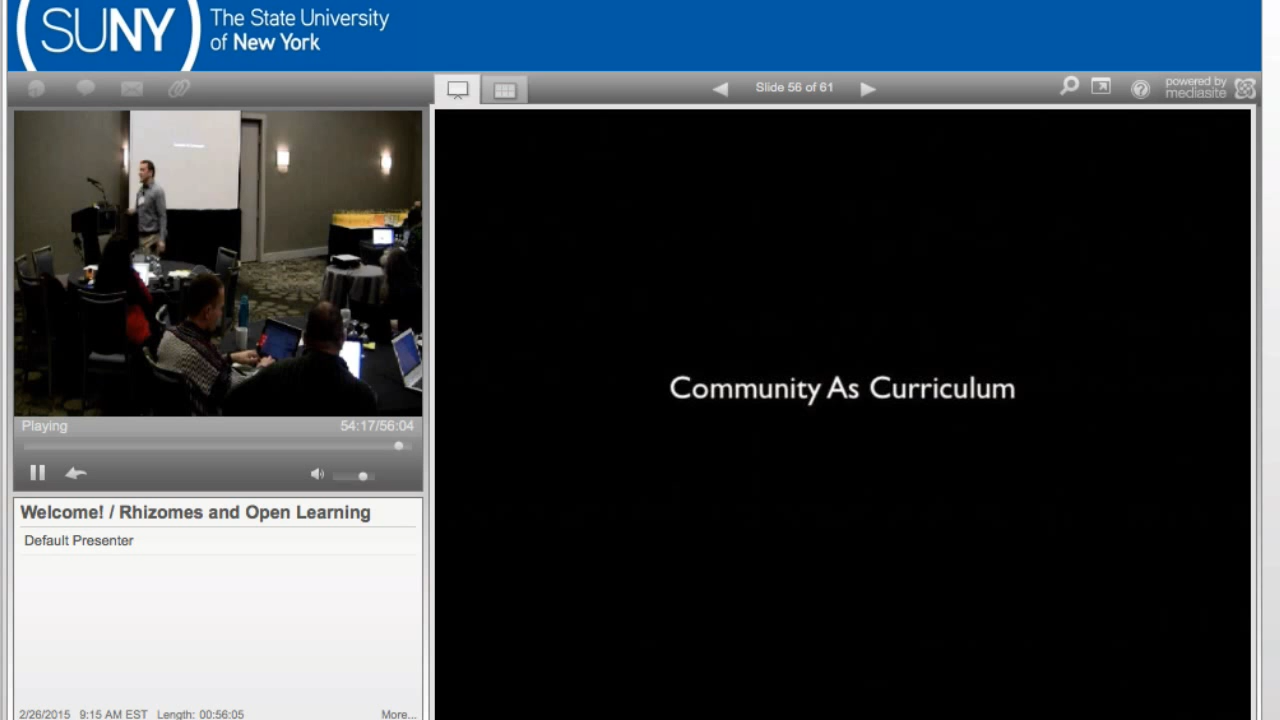 SUNY
The State University
of New York
Slide 56 of 61
powered by
mediasite
Community As Curriculum
Playing
54:17/56:04
Welcome! / Rhizomes and Open Learning
Default Presenter
2/26/2015 9:15 AM EST Length: 00:56:05
More...